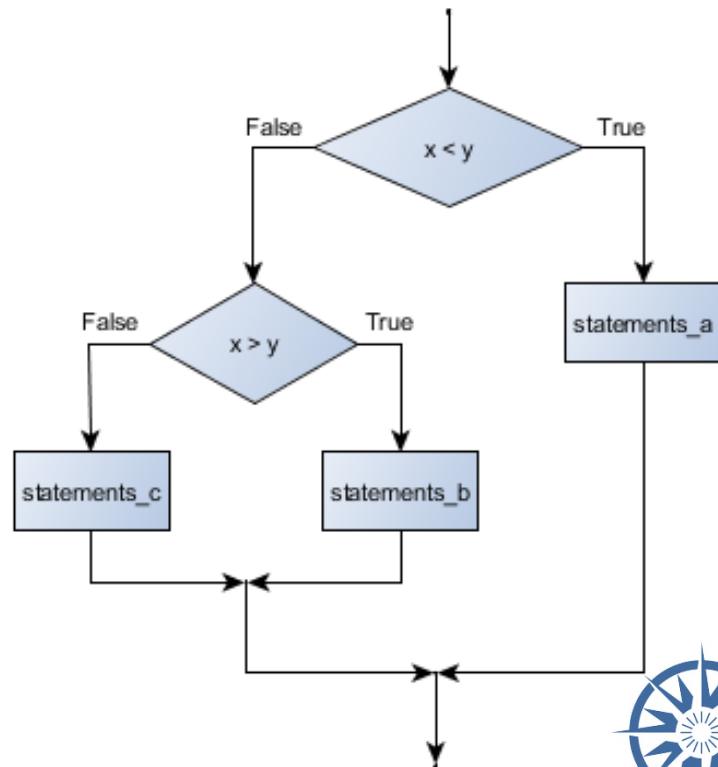 False
True
x < y
False
True
x > y
statements_a
statements_c
statements_b